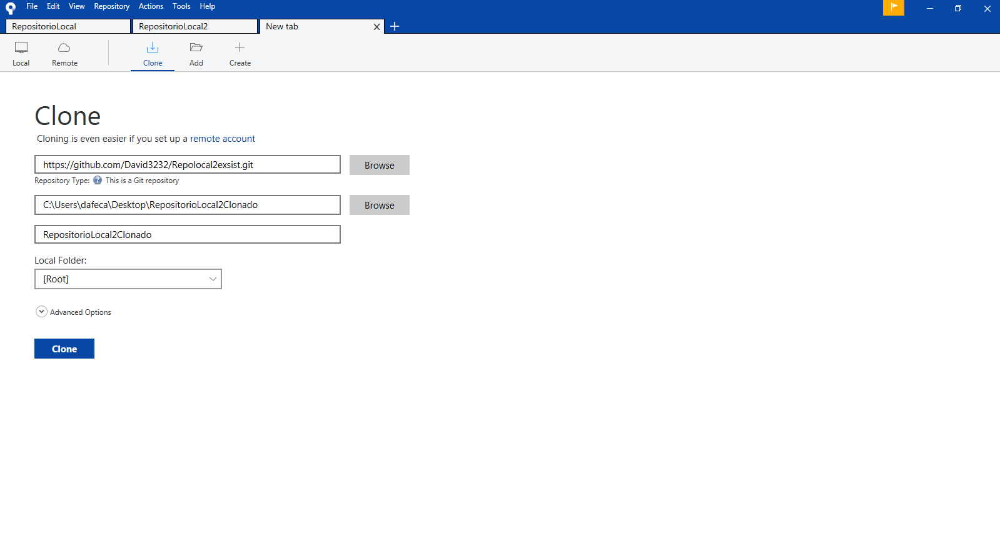 File Edit View Repository Actions Tools Help
RepositorioLocal RepositorioLocal2 New tab
Local Remote Clone Add Create
Clone
Cloning is even easier if you set up a remote account
https://github.com/David3232/Repolocal2exsist.git Browse
Repository Type: ? This is a Git repository
C:\Users\dafeca\Desktop\RepositorioLocal2Clonado Browse
RepositorioLocal2Clonado
Local Folder:
[Root]
Advanced Options
Clone